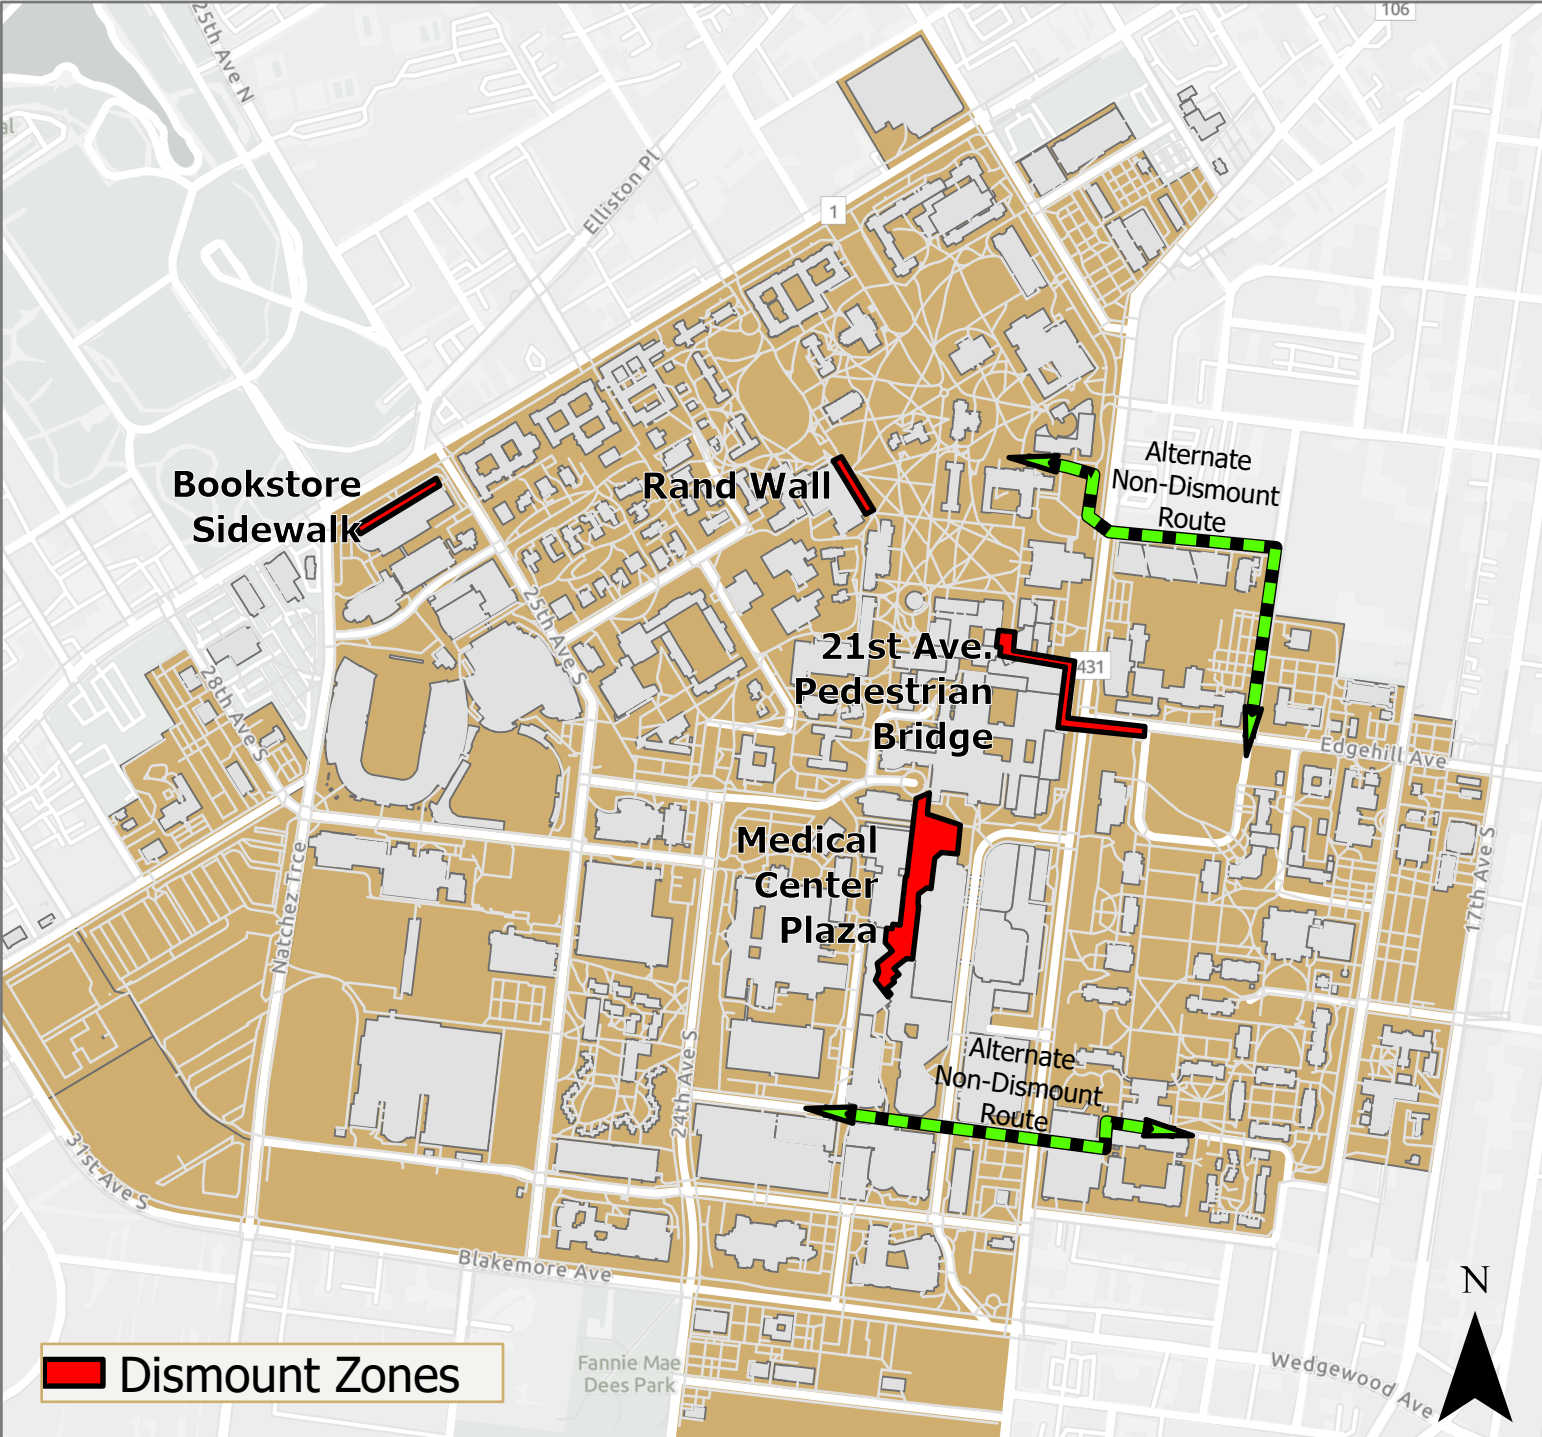 106
25th Ave N
al
Elliston Pl
1
Bookstore
Sidewalk
Rand Wall
Alternate
Non-Dismount
Route
25th Ave S
28th Ave S
21st Ave.
Pedestrian
Bridge
431
Edgehill Ave
Medical
Center
Plaza
17th Ave S
Natchez Trce
Alternate
Non-Dismount
Route
24th Ave S
31st Ave S
Blakemore Ave
Fannie Mae
Dees Park
Wedgewood Ave
N
Dismount Zones